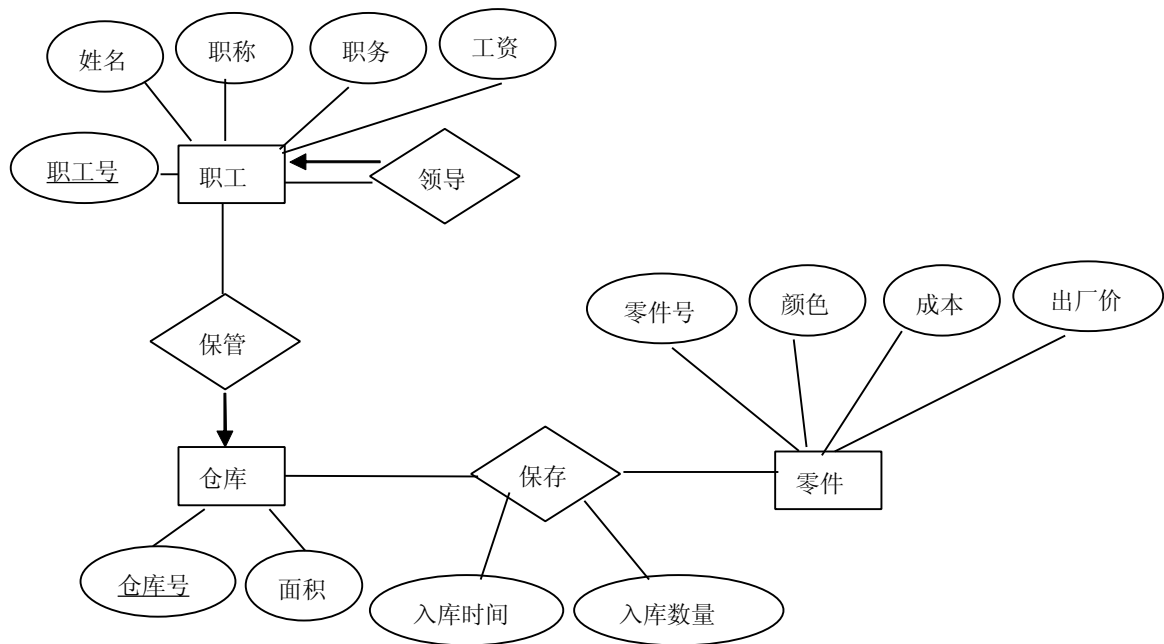 姓名
职称
职务
工资
职工号
职工
领导
保管
零件号
颜色
成本
出厂价
仓库
保存
零件
仓库号
面积
入库时间
入库数量